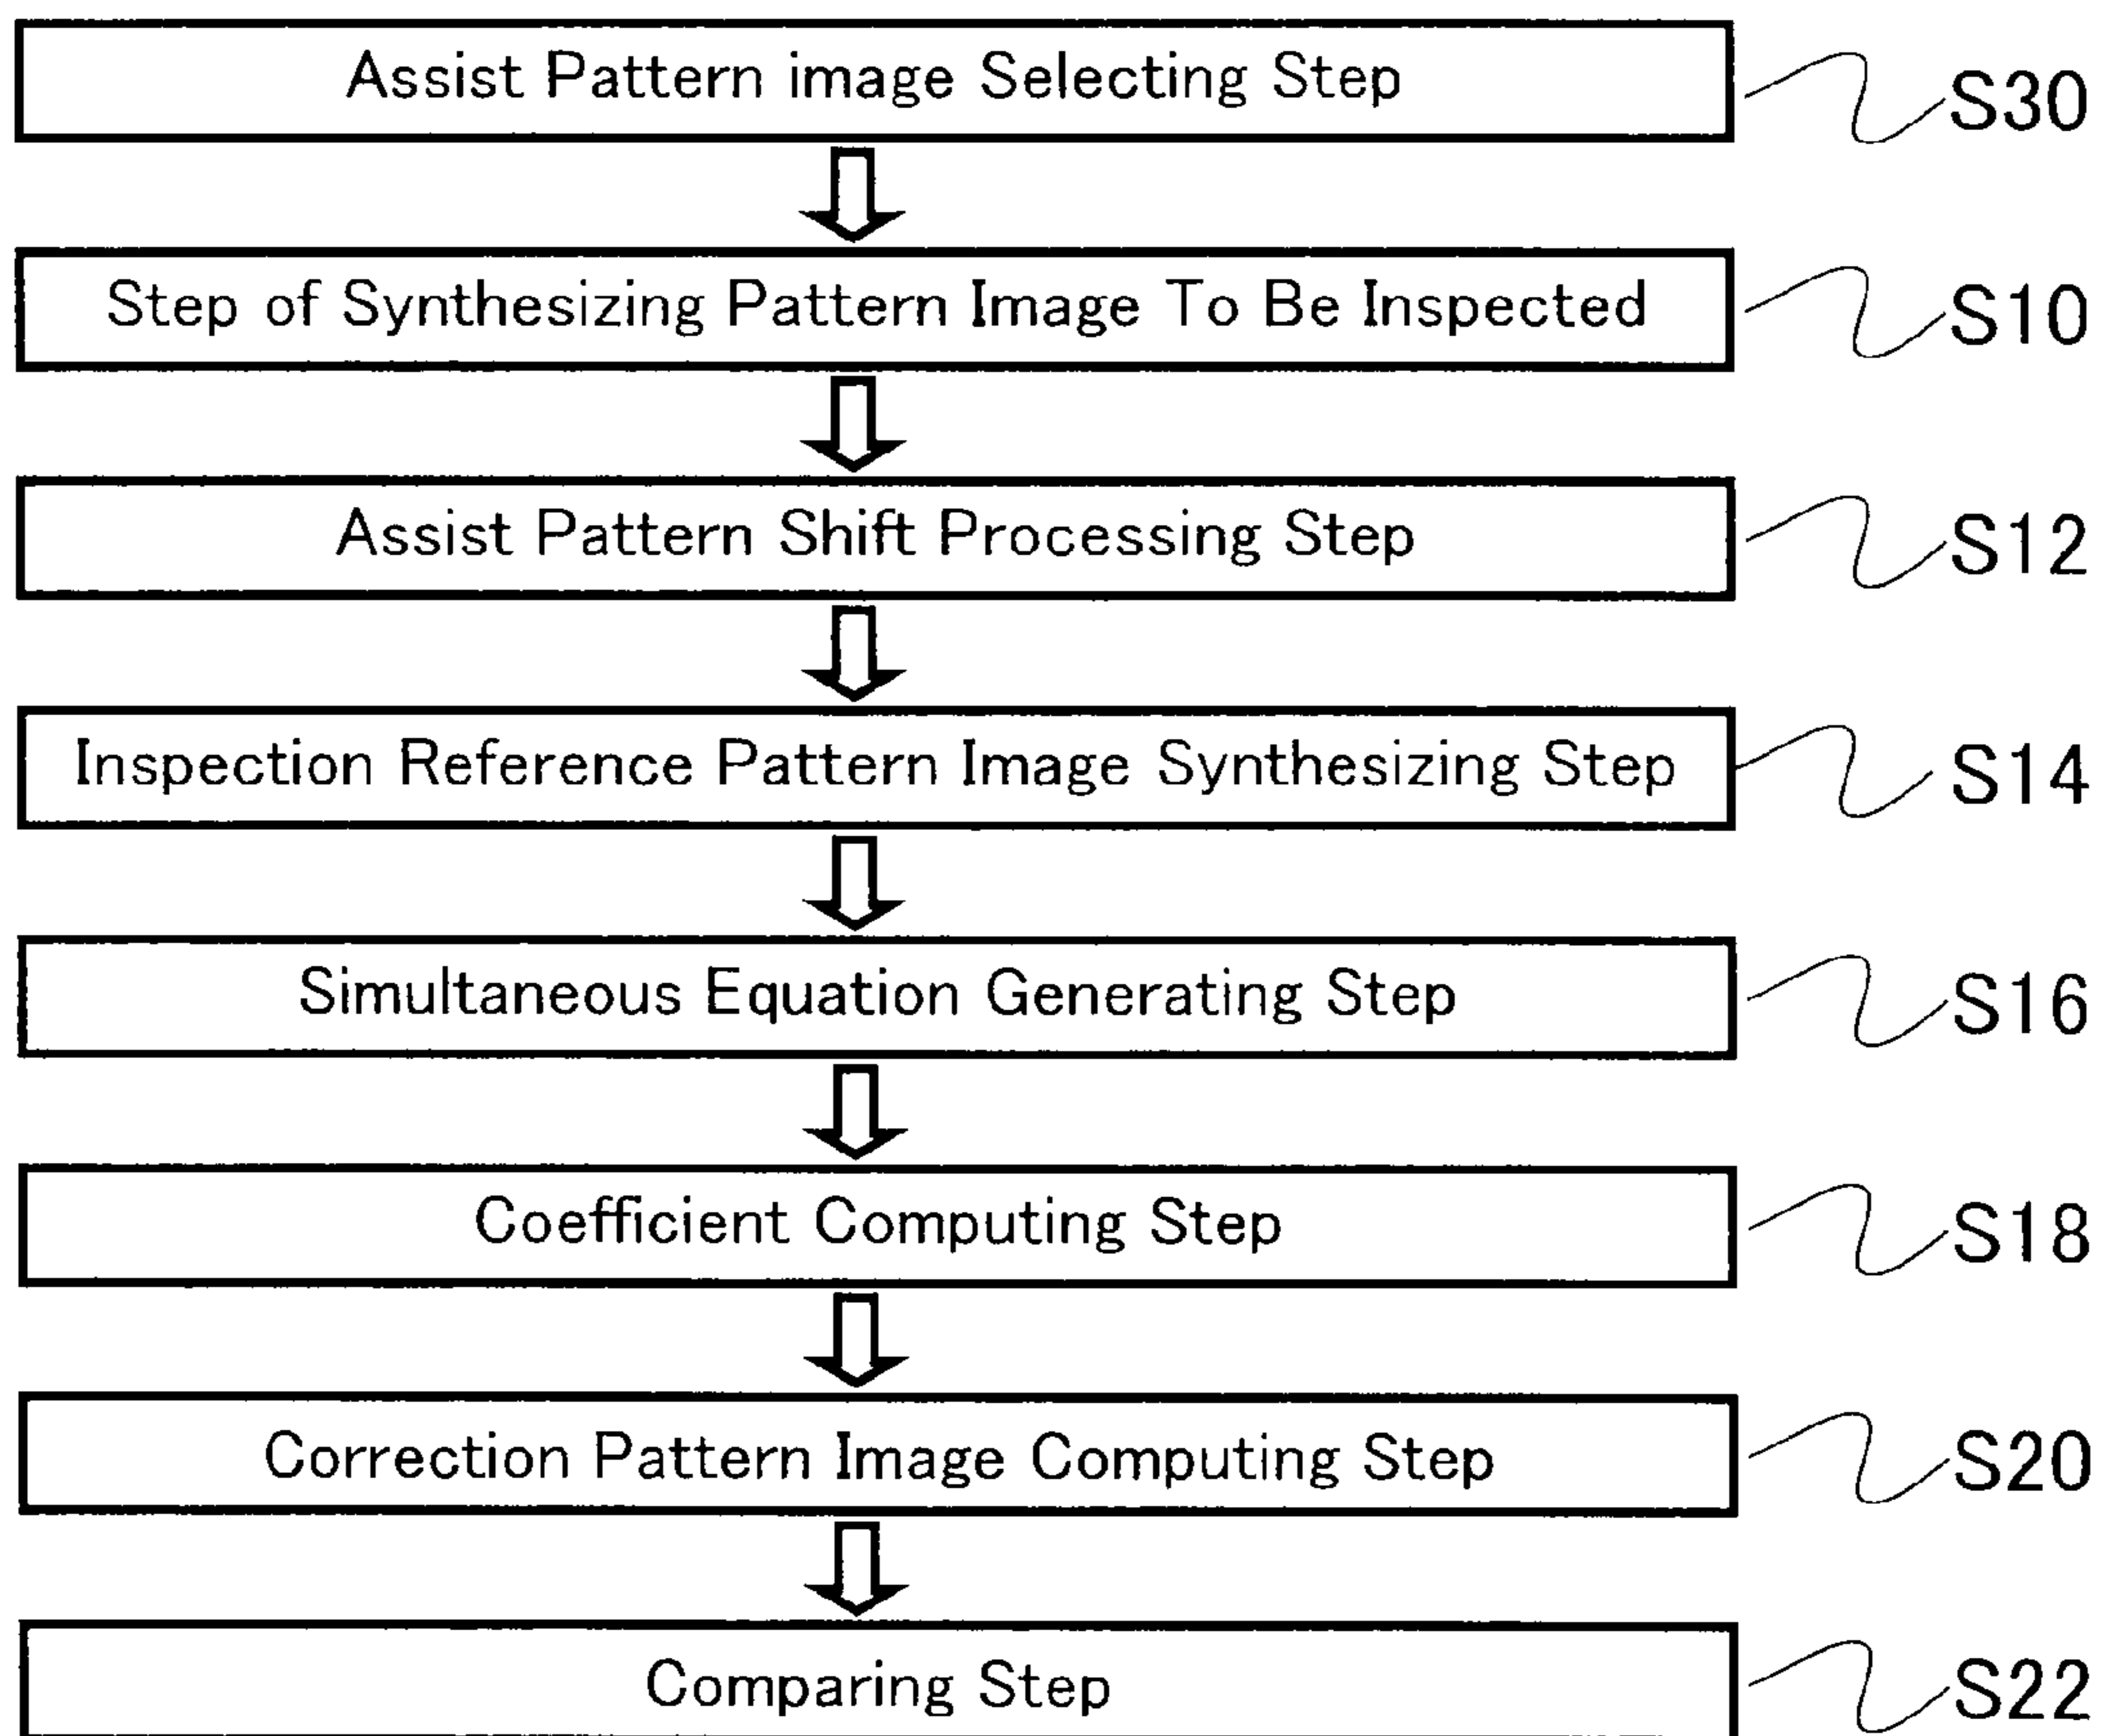 Assist Pattern image Selecting Step S30
Step of Synthesizing Pattern Image To Be Inspected S10
Assist Pattern Shift Processing Step S12
Inspection Reference Pattern Image Synthesizing Step S14
Simultaneous Equation Generating Step S16
Coefficient Computing Step S18
Correction Pattern Image Computing Step S20
Comparing Step S22